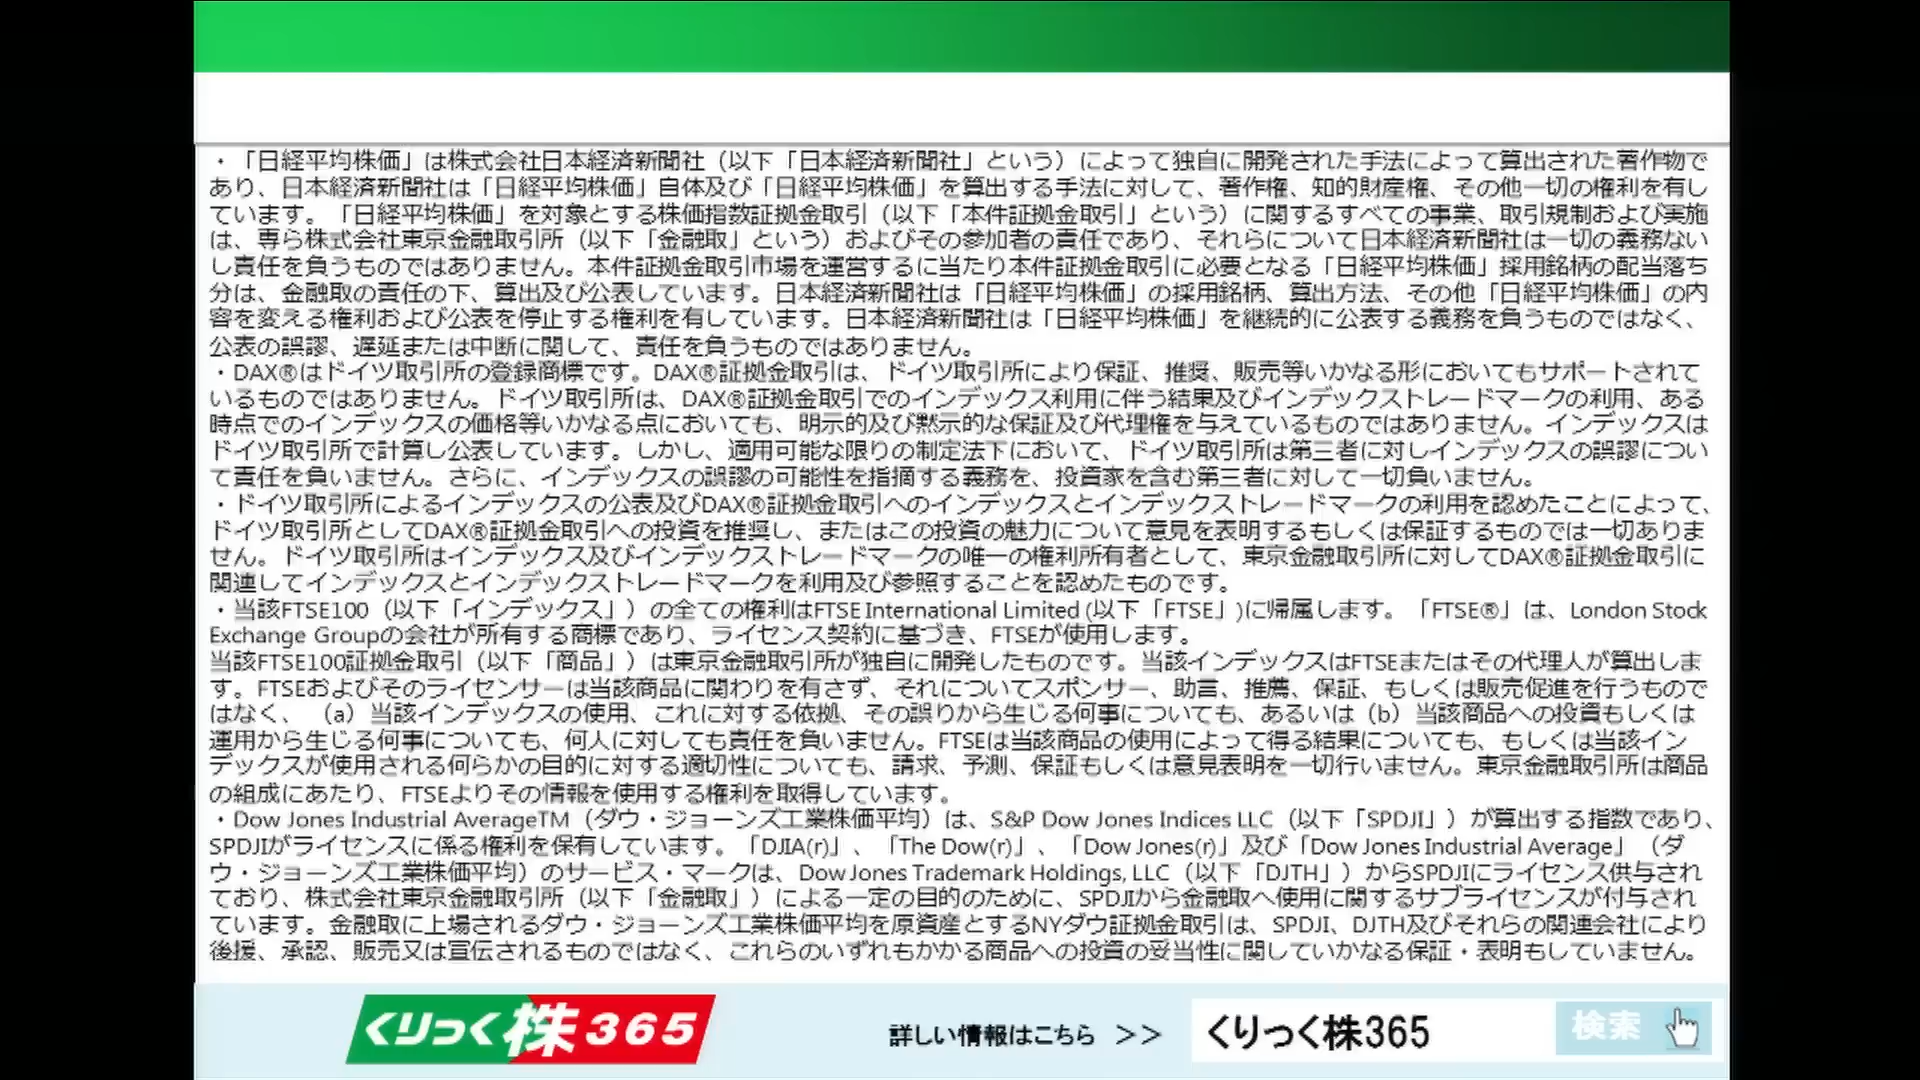 ・「日経平均株価」は株式会社日本経済新聞社（以下「日本経済新聞社」という）によって独自に開発された手法によって算出された著作物で
あり、日本経済新聞社は「日経平均株価」自体及び「日経平均株価」を算出する手法に対して、著作権、知的財産権、その他一切の権利を有し
ています。「日経平均株価」を対象とする株価指数証拠金取引（以下「本件証拠金取引」という）に関するすべての事業、取引規制および実施
は、専ら株式会社東京金融取引所（以下「金融取」という）およびその参加者の責任であり、それらについて日本経済新聞社は一切の義務ない
し責任を負うものではありません。本件証拠金取引市場を運営するに当たり本件証拠金取引に必要となる「日経平均株価」採用銘柄の配当落ち
分は、金融取の責任の下、算出及び公表しています。日本経済新聞社は「日経平均株価」の採用銘柄、算出方法、その他「日経平均株価」の内
容を変える権利および公表を停止する権利を有しています。日本経済新聞社は「日経平均株価」を継続的に公表する義務を負うものではなく、
公表の誤謬、遅延または中断に関して、責任を負うものではありません。
・DAX®はドイツ取引所の登録商標です。DAX®証拠金取引は、ドイツ取引所により保証、推奨、販売等いかなる形においてもサポートされて
いるものではありません。ドイツ取引所は、DAX®証拠金取引でのインデックス利用に伴う結果及びインデックストレードマークの利用、ある
時点でのインデックスの価格等いかなる点においても、明示的及び黙示的な保証及び代理権を与えているものではありません。インデックスは
ドイツ取引所で計算し公表しています。しかし、適用可能な限りの制定法下において、ドイツ取引所は第三者に対しインデックスの誤謬につい
て責任を負いません。さらに、インデックスの誤謬の可能性を指摘する義務を、投資家を含む第三者に対して一切負いません。
・ドイツ取引所によるインデックスの公表及びDAX®証拠金取引へのインデックスとインデックストレードマークの利用を認めたことによって、
ドイツ取引所としてDAX®証拠金取引への投資を推奨し、またはこの投資の魅力について意見を表明するもしくは保証するものでは一切ありま
せん。ドイツ取引所はインデックス及びインデックストレードマークの唯一の権利所有者として、東京金融取引所に対してDAX®証拠金取引に
関連してインデックスとインデックストレードマークを利用及び参照することを認めたものです。
・当該FTSE100（以下「インデックス」）の全ての権利はFTSE International Limited (以下「FTSE」)に帰属します。「FTSE®」は、London Stock
Exchange Groupの会社が所有する商標であり、ライセンス契約に基づき、FTSEが使用します。
当該FTSE100証拠金取引（以下「商品」）は東京金融取引所が独自に開発したものです。当該インデックスはFTSEまたはその代理人が算出しま
す。FTSEおよびそのライセンサーは当該商品に関わりを有さず、それについてスポンサー、助言、推薦、保証、もしくは販売促進を行うもので
はなく、（a）当該インデックスの使用、これに対する依拠、その誤りから生じる何事についても、あるいは（b）当該商品への投資もしくは
運用から生じる何事についても、何人に対しても責任を負いません。FTSEは当該商品の使用によって得る結果についても、もしくは当該イン
デックスが使用される何らかの目的に対する適切性についても、請求、予測、保証もしくは意見表明を一切行いません。東京金融取引所は商品
の組成にあたり、FTSEよりその情報を使用する権利を取得しています。
・Dow Jones Industrial AverageTM（ダウ・ジョーンズ工業株価平均）は、S&P Dow Jones Indices LLC（以下「SPDJI」）が算出する指数であり、
SPDJIがライセンスに係る権利を保有しています。「DJIA(r)」、「The Dow(r)」、「Dow Jones(r)」及び「Dow Jones Industrial Average」（ダ
ウ・ジョーンズ工業株価平均）のサービス・マークは、Dow Jones Trademark Holdings, LLC（以下「DJTH」）からSPDJIにライセンス供与され
ており、株式会社東京金融取引所（以下「金融取」）による一定の目的のために、SPDJIから金融取へ使用に関するサブライセンスが付与され
ています。金融取に上場されるダウ・ジョーンズ工業株価平均を原資産とするNYダウ証拠金取引は、SPDJI、DJTH及びそれらの関連会社により
後援、承認、販売又は宣伝されるものではなく、これらのいずれもかかる商品への投資の妥当性に関していかなる保証・表明もしていません。
くりっく株365
詳しい情報はこちら ＞＞
くりっく株365
検索